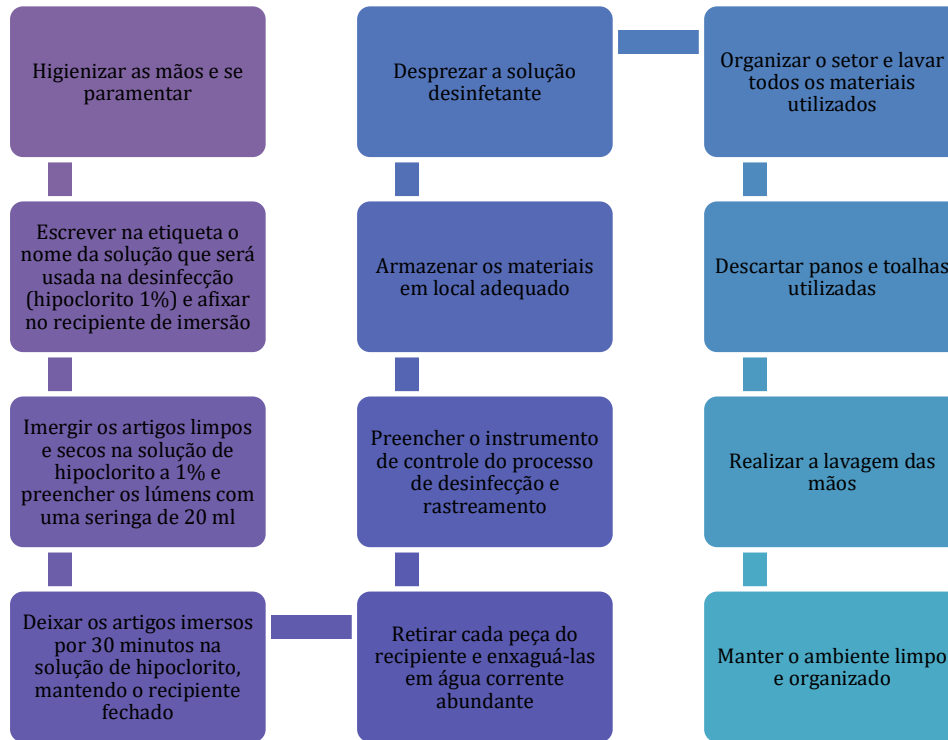 Higienizar as mãos e se
paramentar
Escrever na etiqueta o
nome da solução que será
usada na desinfecção
(hipoclorito 1%) e afixar
no recipiente de imersão
Imergir os artigos limpos
e secos na solução de
hipoclorito a 1% e
preencher os lúmens com
uma seringa de 20 ml
Deixar os artigos imersos
por 30 minutos na
solução de hipoclorito,
mantendo o recipiente
fechado
Retirar cada peça do
recipiente e enxaguá-las
em água corrente
abundante
Preencher o instrumento
de controle do processo
de desinfecção e
rastreamento
Armazenar os materiais
em local adequado
Desprezar a solução
desinfetante
Organizar o setor e lavar
todos os materiais
utilizados
Descartar panos e toalhas
utilizadas
Realizar a lavagem das
mãos
Manter o ambiente limpo
e organizado